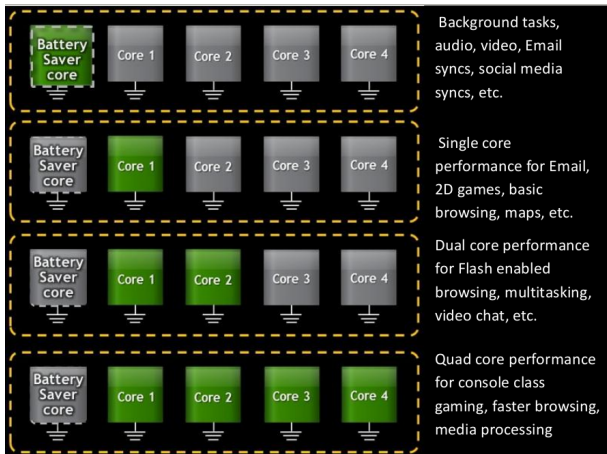 Battery
Saver
core
Core 1
Core 2
Core 3
Core 4
Background tasks,
audio, video, Email
syncs, social media
syncs, etc.
Battery
Saver
core
Core 1
Core 2
Core 3
Core 4
Single core
performance for Email,
2D games, basic
browsing, maps, etc.
Battery
Saver
core
Core 1
Core 2
Core 3
Core 4
Dual core performance
for Flash enabled
browsing, multitasking,
video chat, etc.
Battery
Saver
core
Core 1
Core 2
Core 3
Core 4
Quad core performance
for console class
gaming, faster browsing,
media processing